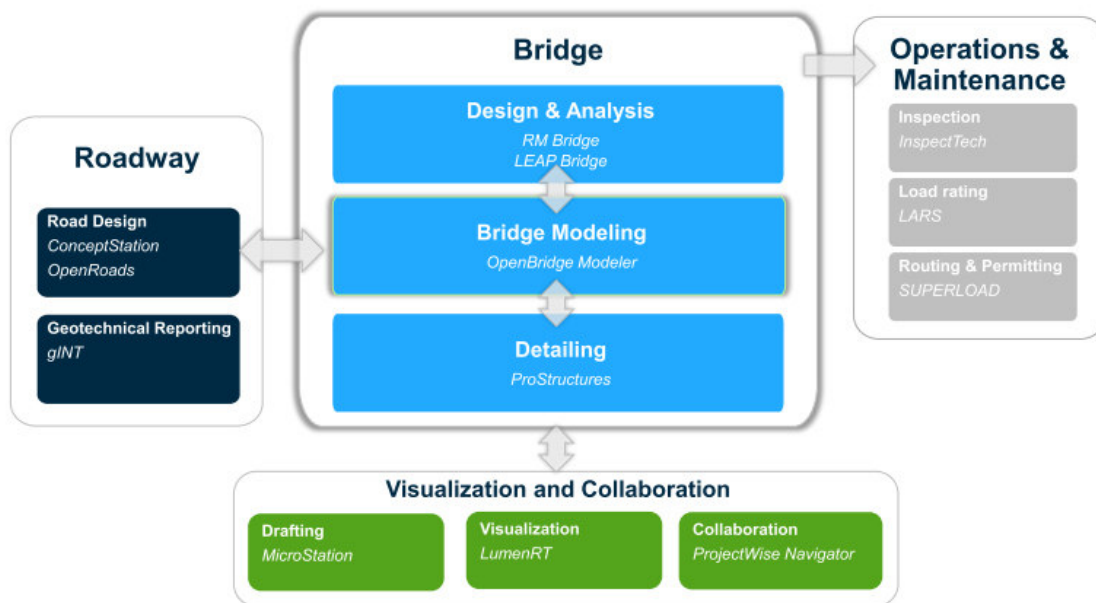 Roadway
Road Design
ConceptStation
OpenRoads
Geotechnical Reporting
gINT
Bridge
Design & Analysis
RM Bridge
LEAP Bridge
Bridge Modeling
OpenBridge Modeler
Detailing
ProStructures
Operations &
Maintenance
Inspection
InspectTech
Load rating
LARS
Routing & Permitting
SUPERLOAD
Visualization and Collaboration
Drafting
MicroStation
Visualization
LumenRT
Collaboration
ProjectWise Navigator